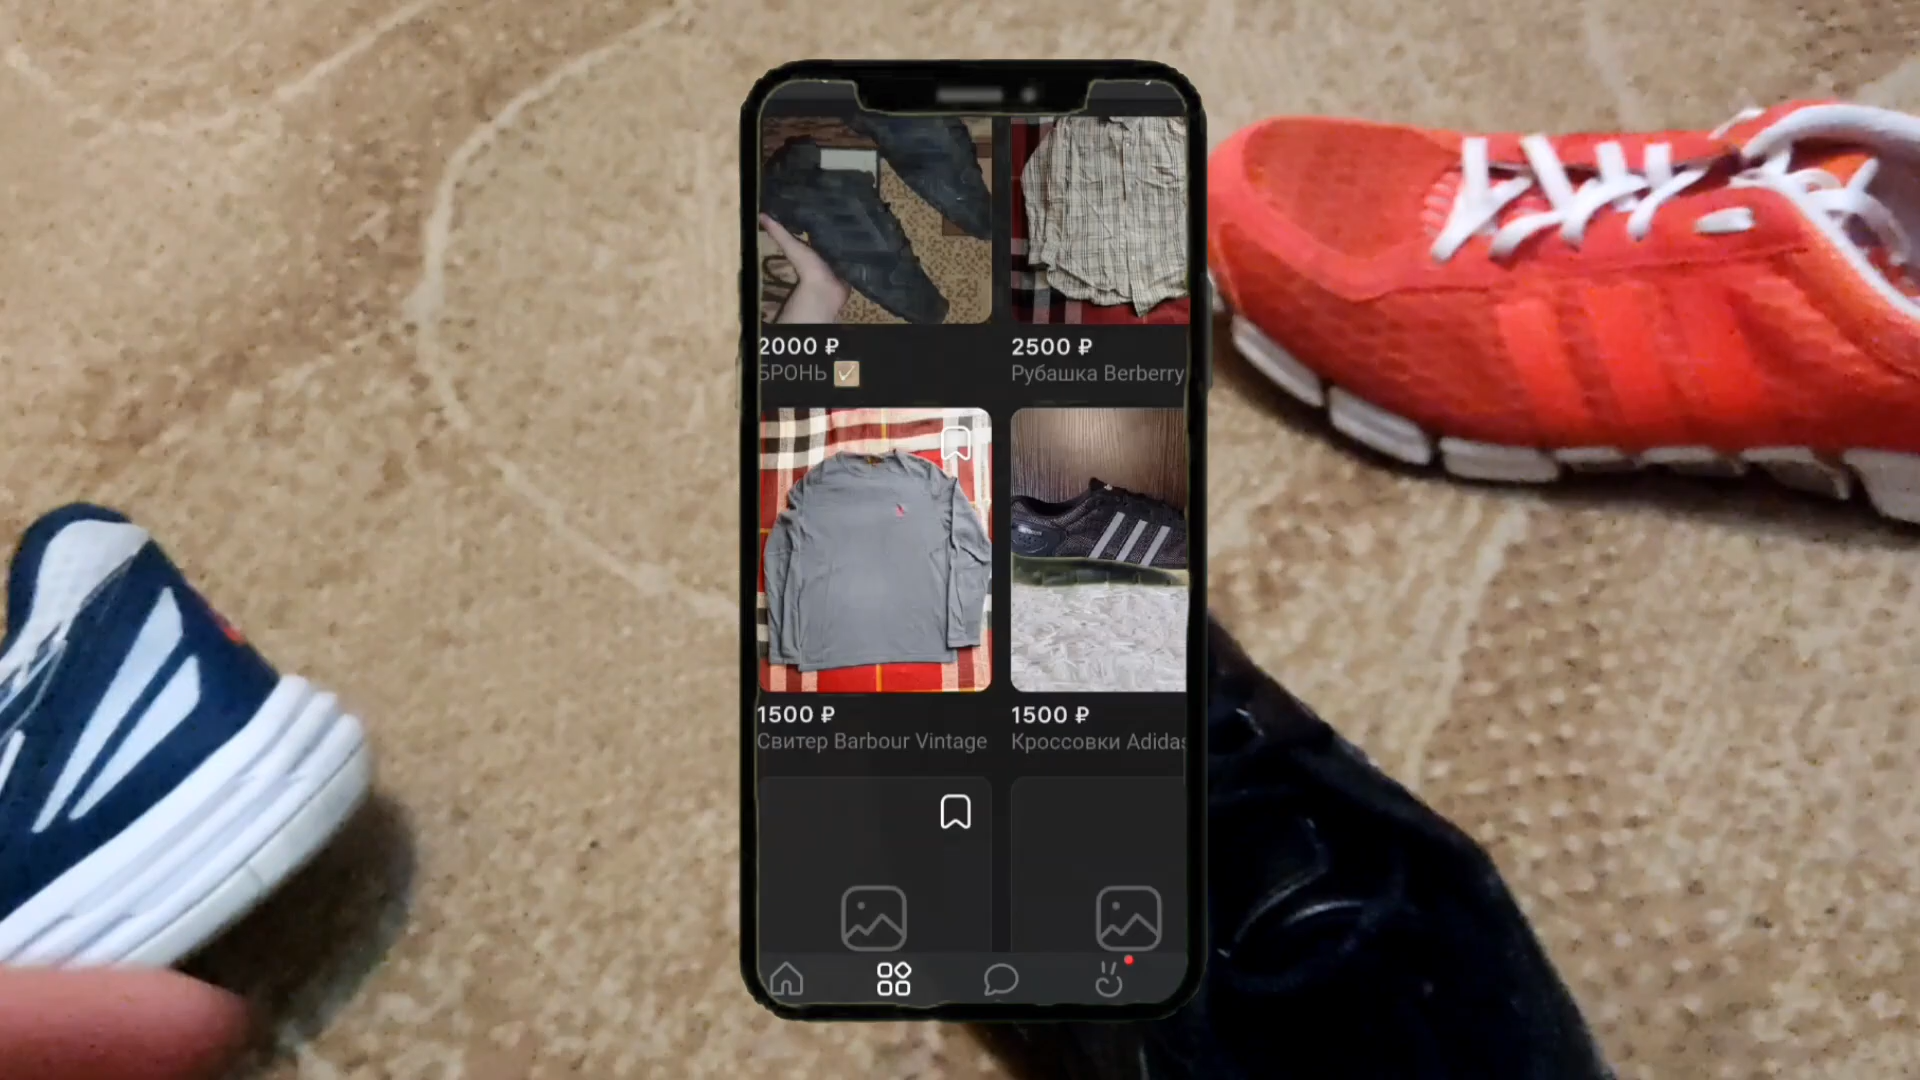 2000 ₽
БРОНЬ ✅
2500 ₽
Рубашка Berberry
1500 ₽
Свитер Barbour Vintage
1500 ₽
Кроссовки Adidas